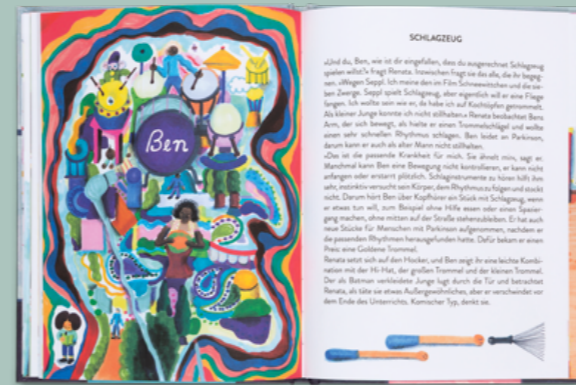 Ben
SCHLAGZEUG
«Und du, Ben, wie ist dir eingefallen, dass du ausgerechnet Schlagzeug
spielen willst?» fragt Renata. Inzwischen fragt sie das alle, die ihr begeg-
nen. «Wegen Seppl. Ich meine den im Film Schneewittchen und die sie-
ben Zwerge. Seppl spielt Schlagzeug, aber eigentlich will er eine Fliege
fangen. Ich wollte sein wie er, da habe ich auf Kochtöpfen getrommelt.
Als kleiner Junge konnte ich nicht stillhalten.» Renata beobachtet Bens
Arm, der sich bewegt, als halte er einen Trommelschlägel und wollte
einen sehr schnellen Rhythmus schlagen. Ben leidet an Parkinson,
darum kann er auch als alter Mann nicht stillhalten.
«Das ist die passende Krankheit für mich. Sie ähnelt mir», sagt er.
Manchmal kann Ben eine Bewegung nicht kontrollieren, er kann nicht
anfangen oder erstarrt plötzlich. Schlaginstrumente zu hören hilft ihm
sehr, instinktiv versucht sein Körper, dem Rhythmus zu folgen und stockt
nicht. Darum hört Ben über Kopfhörer ein Stück mit Schlagzeug, wenn
er etwas tun will, zum Beispiel ohne Hilfe essen oder einen Spazier-
gang machen, ohne mitten auf der Straße stehenzubleiben. Er hat auch
neue Stücke für Menschen mit Parkinson aufgenommen, nachdem er
die passenden Rhythmen herausgefunden hatte. Dafür bekam er einen
Preis: eine Goldene Trommel.
Renata setzt sich auf den Hocker, und Ben zeigt ihr eine leichte Kombi-
nation mit der Hi-Hat, der großen Trommel und der kleinen Trommel.
Der als Batman verkleidete Junge lugt durch die Tür und betrachtet
Renata, als täte sie etwas Außergewöhnliches, aber er verschwindet vor
dem Ende des Unterrichts. Komischer Typ, denkt sie.